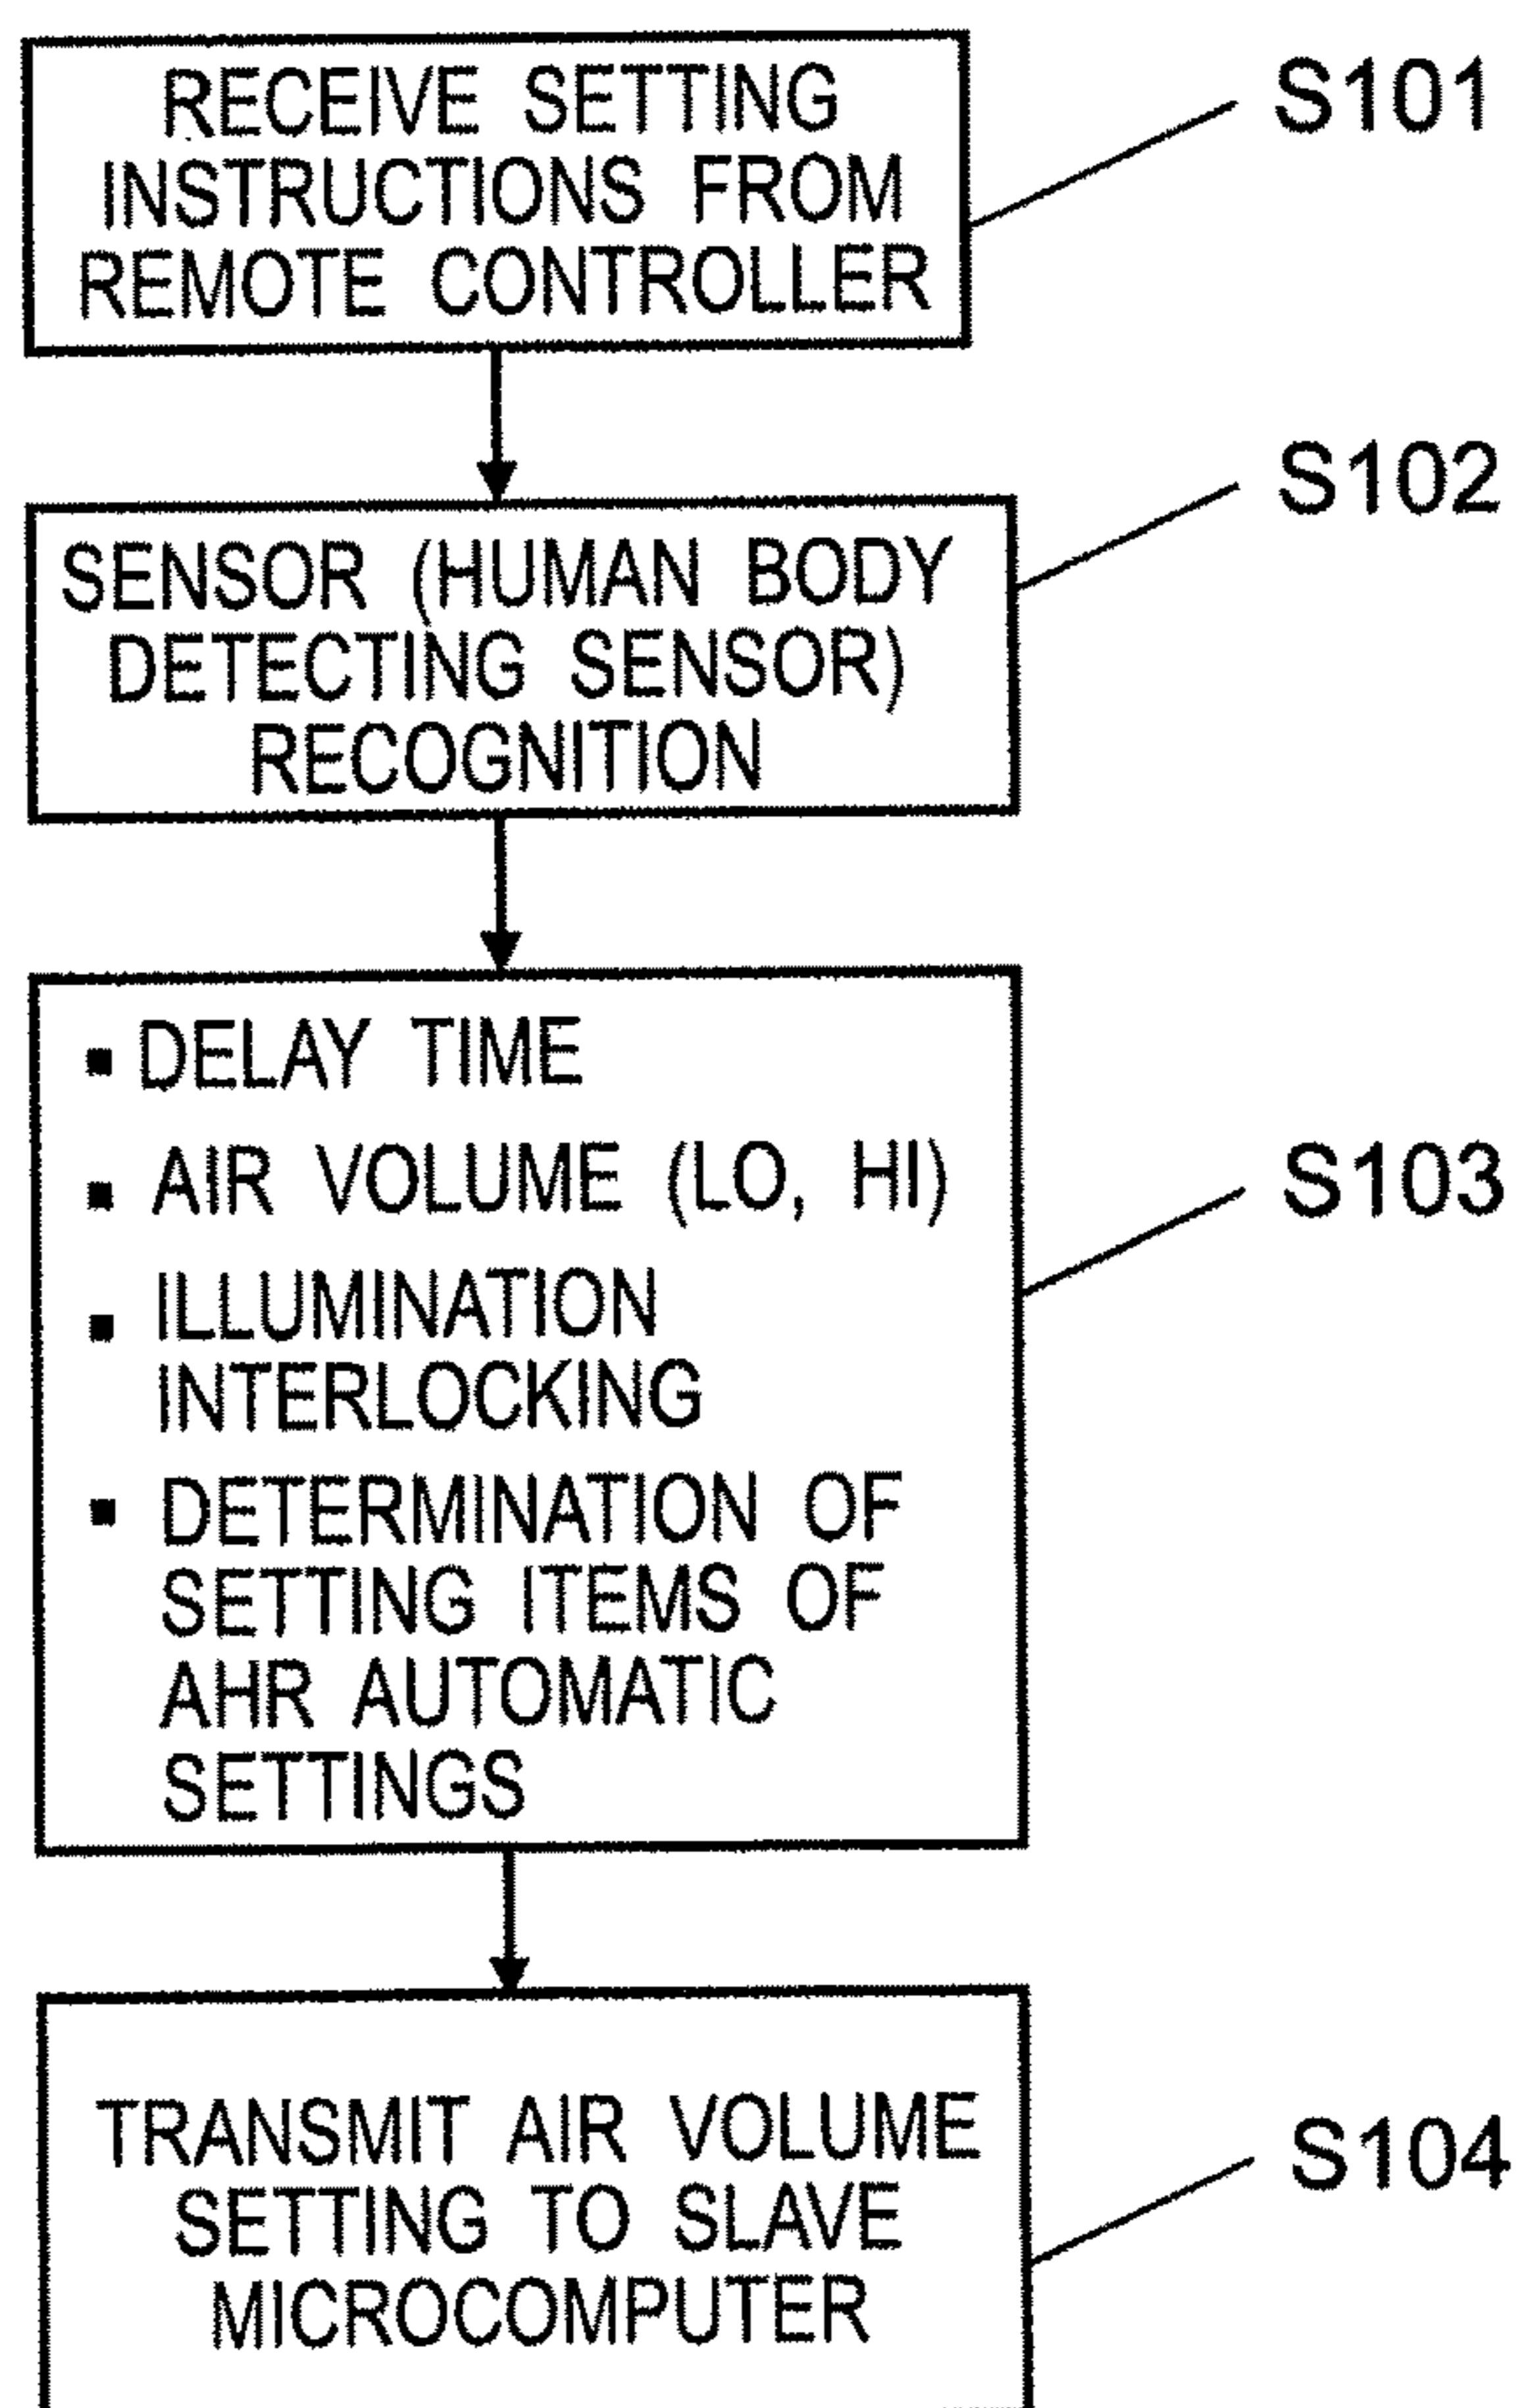 RECEIVE SETTING
INSTRUCTIONS FROM
REMOTE CONTROLLER
S101
SENSOR (HUMAN BODY
DETECTING SENSOR)
RECOGNITION
S102
▪ DELAY TIME
▪ AIR VOLUME (LO, HI)
▪ ILLUMINATION
INTERLOCKING
▪ DETERMINATION OF
SETTING ITEMS OF
AHR AUTOMATIC
SETTINGS
S103
TRANSMIT AIR VOLUME
SETTING TO SLAVE
MICROCOMPUTER
S104